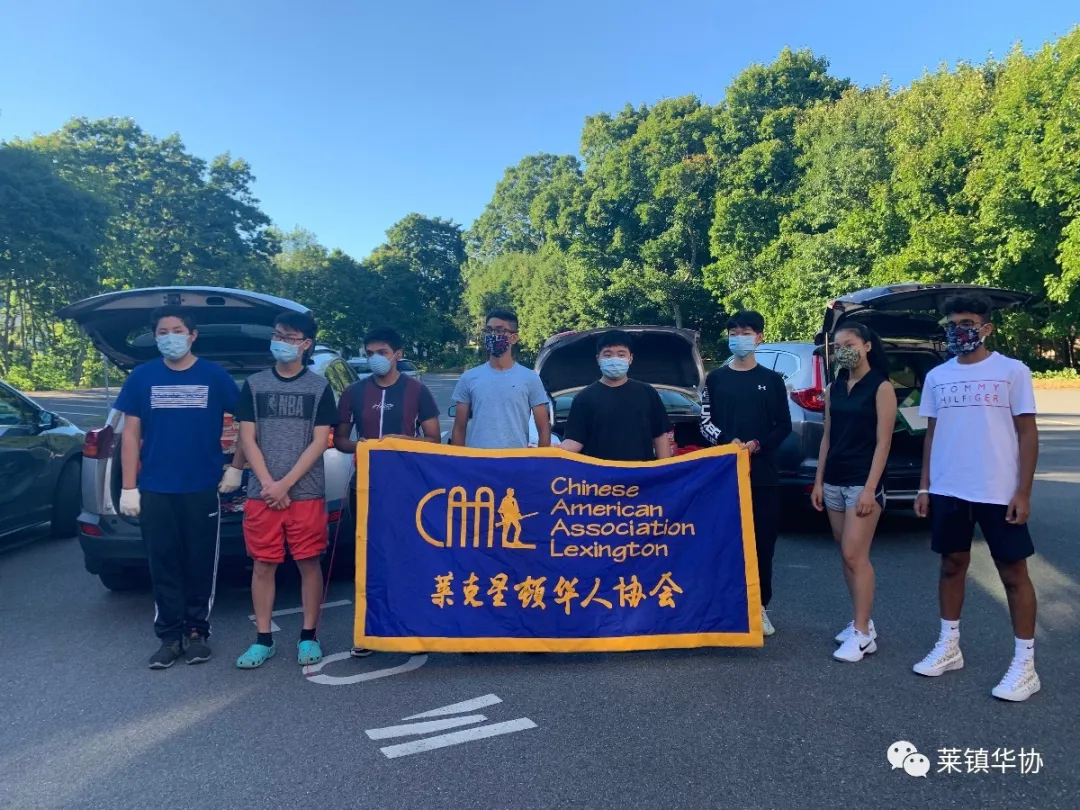 CAAL
Chinese
American
Association
Lexington
莱克星顿华人协会
NBA
TOMMY
HILFIGER
莱镇华协